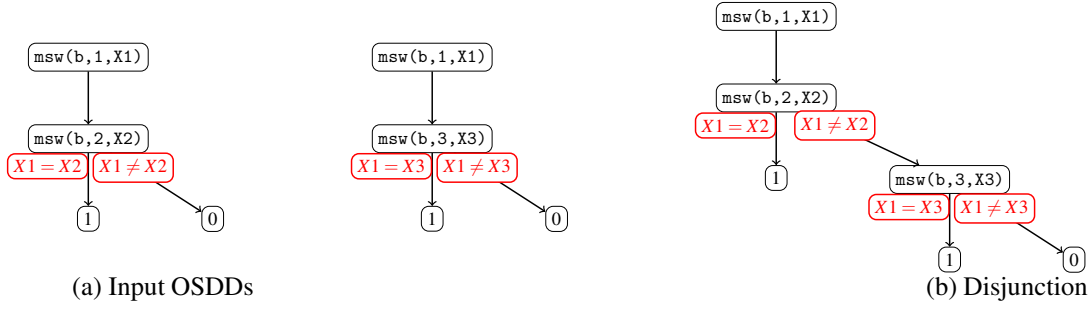 msw(b,1,X1)
msw(b,2,X2)
X1 = X2
X1 ≠ X2
1
0
msw(b,1,X1)
msw(b,3,X3)
X1 = X3
X1 ≠ X3
1
0
(a) Input OSDDs
msw(b,1,X1)
msw(b,2,X2)
X1 = X2
X1 ≠ X2
1
msw(b,3,X3)
X1 = X3
X1 ≠ X3
1
0
(b) Disjunction